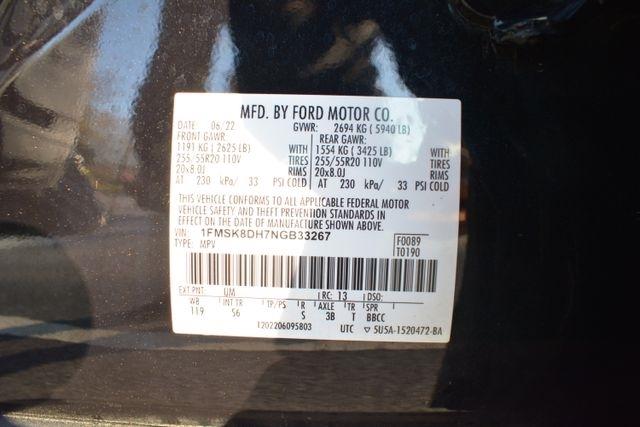 MFD. BY FORD MOTOR CO.
DATE: 06/22 GVWR: 2694 KG (5940 LB)
FRONT GAWR: REAR GAWR:
1191 KG (2625 LB) WITH 1554 KG (3425 LB) WITH
255/55R20 110V TIRES 255/55R20 110V TIRES
20x8.0J RIMS 20x8.0J RIMS
AT 230 kPa/ 33 PSI COLD AT 230 kPa/ 33 PSI COLD
THIS VEHICLE CONFORMS TO ALL APPLICABLE FEDERAL MOTOR
VEHICLE SAFETY AND THEFT PREVENTION STANDARDS IN
EFFECT ON THE DATE OF MANUFACTURE SHOWN ABOVE.
VIN: 1FMSK8DH7NGB33267 F0089
TYPE: MPV T0190
EXT PNT: UM RC: 13 DSO:
WB INT TR TP/PS R AXLE TR SPR
119 S6 S 3B T BBCC
1202206095803 UTC ▽ 5U5A-1520472-BA